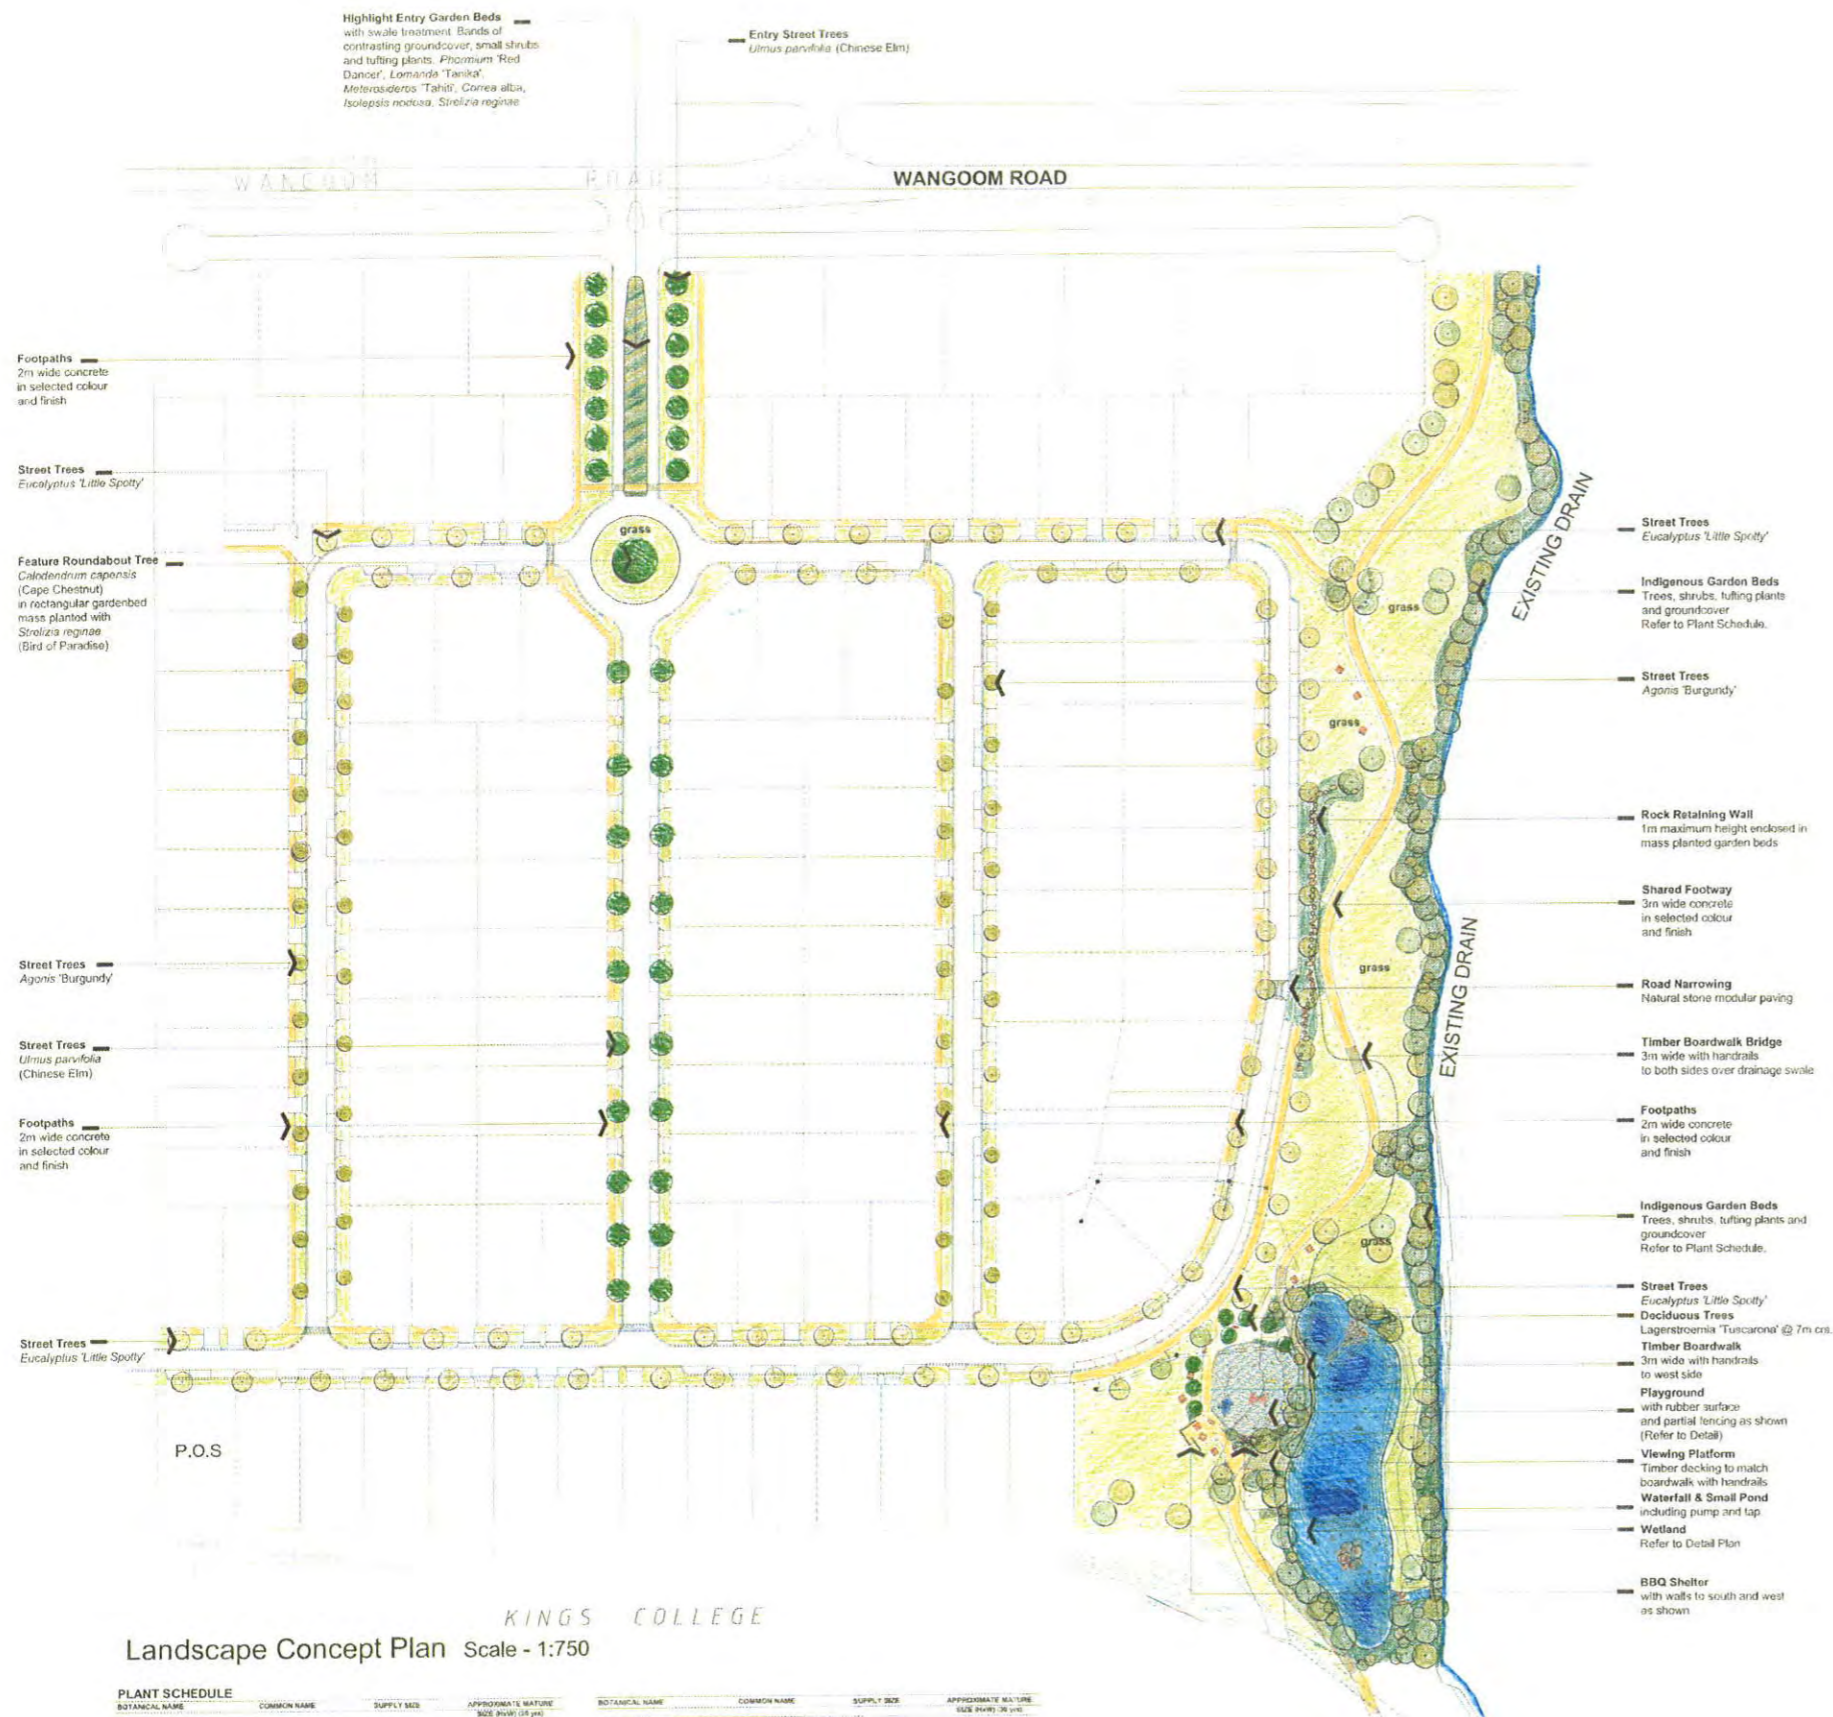 Highlight Entry Garden Beds
with swale treatment. Bands of
contrasting groundcover, small shrubs
and tufting plants. Phormium 'Red
Dancer', Lomanda 'Tanika',
Meterosideros 'Tahiti', Correa alba,
Isolepsis nodosa, Strelizia reginae
Entry Street Trees
Ulmus parvifolia (Chinese Elm)
WANGOOM ROAD
WANGOOM ROAD
Footpaths
2m wide concrete
in selected colour
and finish
Street Trees
Eucalyptus 'Little Spotty'
Feature Roundabout Tree
Calodendrum capensis
(Cape Chestnut)
in rectangular gardenbed
mass planted with
Strelizia reginae
(Bird of Paradise)
Street Trees
Agonis 'Burgundy'
Street Trees
Ulmus parvifolia
(Chinese Elm)
Footpaths
2m wide concrete
in selected colour
and finish
Street Trees
Eucalyptus 'Little Spotty'
P.O.S
grass
grass
grass
grass
grass
EXISTING DRAIN
EXISTING DRAIN
Street Trees
Eucalyptus 'Little Spotty'
Indigenous Garden Beds
Trees, shrubs, tufting plants
and groundcover
Refer to Plant Schedule.
Street Trees
Agonis 'Burgundy'
Rock Retaining Wall
1m maximum height enclosed in
mass planted garden beds
Shared Footway
3m wide concrete
in selected colour
and finish
Road Narrowing
Natural stone modular paving
Timber Boardwalk Bridge
3m wide with handrails
to both sides over drainage swale
Footpaths
2m wide concrete
in selected colour
and finish
Indigenous Garden Beds
Trees, shrubs, tufting plants and
groundcover
Refer to Plant Schedule.
Street Trees
Eucalyptus 'Little Spotty'
Deciduous Trees
Lagerstroemia 'Tuscarona' @ 7m crs.
Timber Boardwalk
3m wide with handrails
to west side
Playground
with rubber surface
and partial fencing as shown
(Refer to Detail)
Viewing Platform
Timber decking to match
boardwalk with handrails
Waterfall & Small Pond
including pump and tap
Wetland
Refer to Detail Plan
BBQ Shelter
with walls to south and west
as shown
KINGS COLLEGE
Landscape Concept Plan Scale - 1:750
PLANT SCHEDULE
BOTANICAL NAME COMMON NAME SUPPLY SIZE APPROXIMATE MATURE
SIZE (HxW)
BOTANICAL NAME COMMON NAME SUPPLY SIZE APPROXIMATE MATURE
SIZE (HxW)